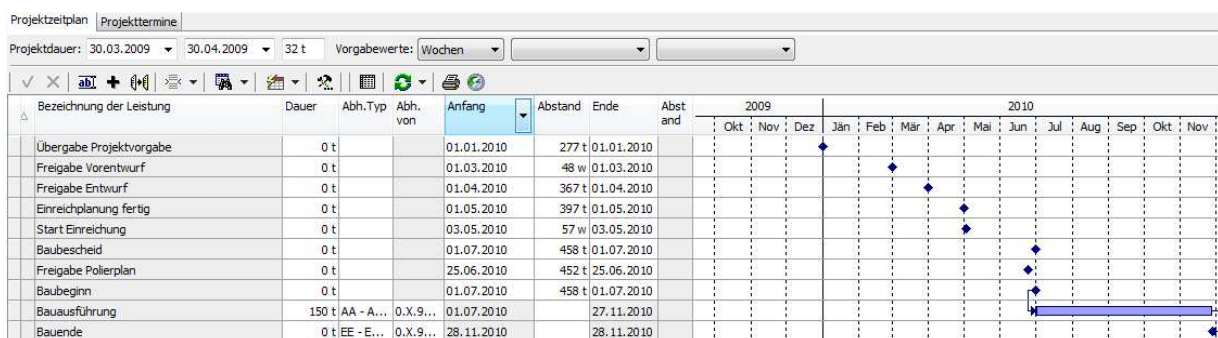 Projektzeitplan Projekttermine
Projektdauer: 30.03.2009 30.04.2009 32 t Vorgabewerte: Wochen
abI
Bezeichnung der Leistung Dauer Abh.Typ Abh. von Anfang Abstand Ende Abst and 2009 2010
Okt Nov Dez Jän Feb Mär Apr Mai Jun Jul Aug Sep Okt Nov
Übergabe Projektvorgabe 0 t 01.01.2010 277 t 01.01.2010
Freigabe Vorentwurf 0 t 01.03.2010 48 w 01.03.2010
Freigabe Entwurf 0 t 01.04.2010 367 t 01.04.2010
Einreichplanung fertig 0 t 01.05.2010 397 t 01.05.2010
Start Einreichung 0 t 03.05.2010 57 w 03.05.2010
Baubescheid 0 t 01.07.2010 458 t 01.07.2010
Freigabe Polierplan 0 t 25.06.2010 452 t 25.06.2010
Baubeginn 0 t 01.07.2010 458 t 01.07.2010
Bauausführung 150 t AA - A... 0.X.9... 01.07.2010 27.11.2010
Bauende 0 t EE - E... 0.X.9... 28.11.2010 28.11.2010